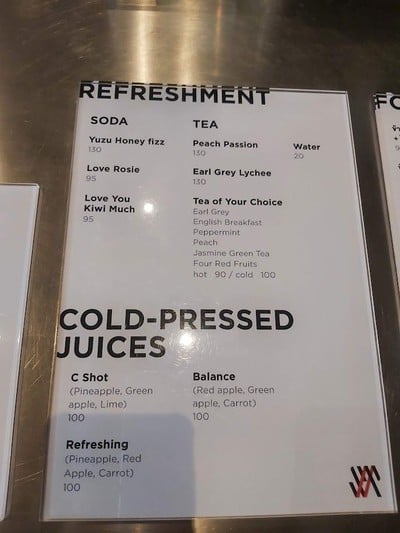 REFRESHMENT
SODA
Yuzu Honey fizz
130
Love Rosie
95
Love You
Kiwi Much
95
TEA
Peach Passion
130
Earl Grey Lychee
130
Tea of Your Choice
Earl Grey
English Breakfast
Peppermint
Peach
Jasmine Green Tea
Four Red Fruits
hot 90 / cold 100
Water
20
COLD-PRESSED
JUICES
C Shot
(Pineapple, Green
apple, Lime)
100
Refreshing
(Pineapple, Red
Apple, Carrot)
100
Balance
(Red apple, Green
apple, Carrot)
100
FO